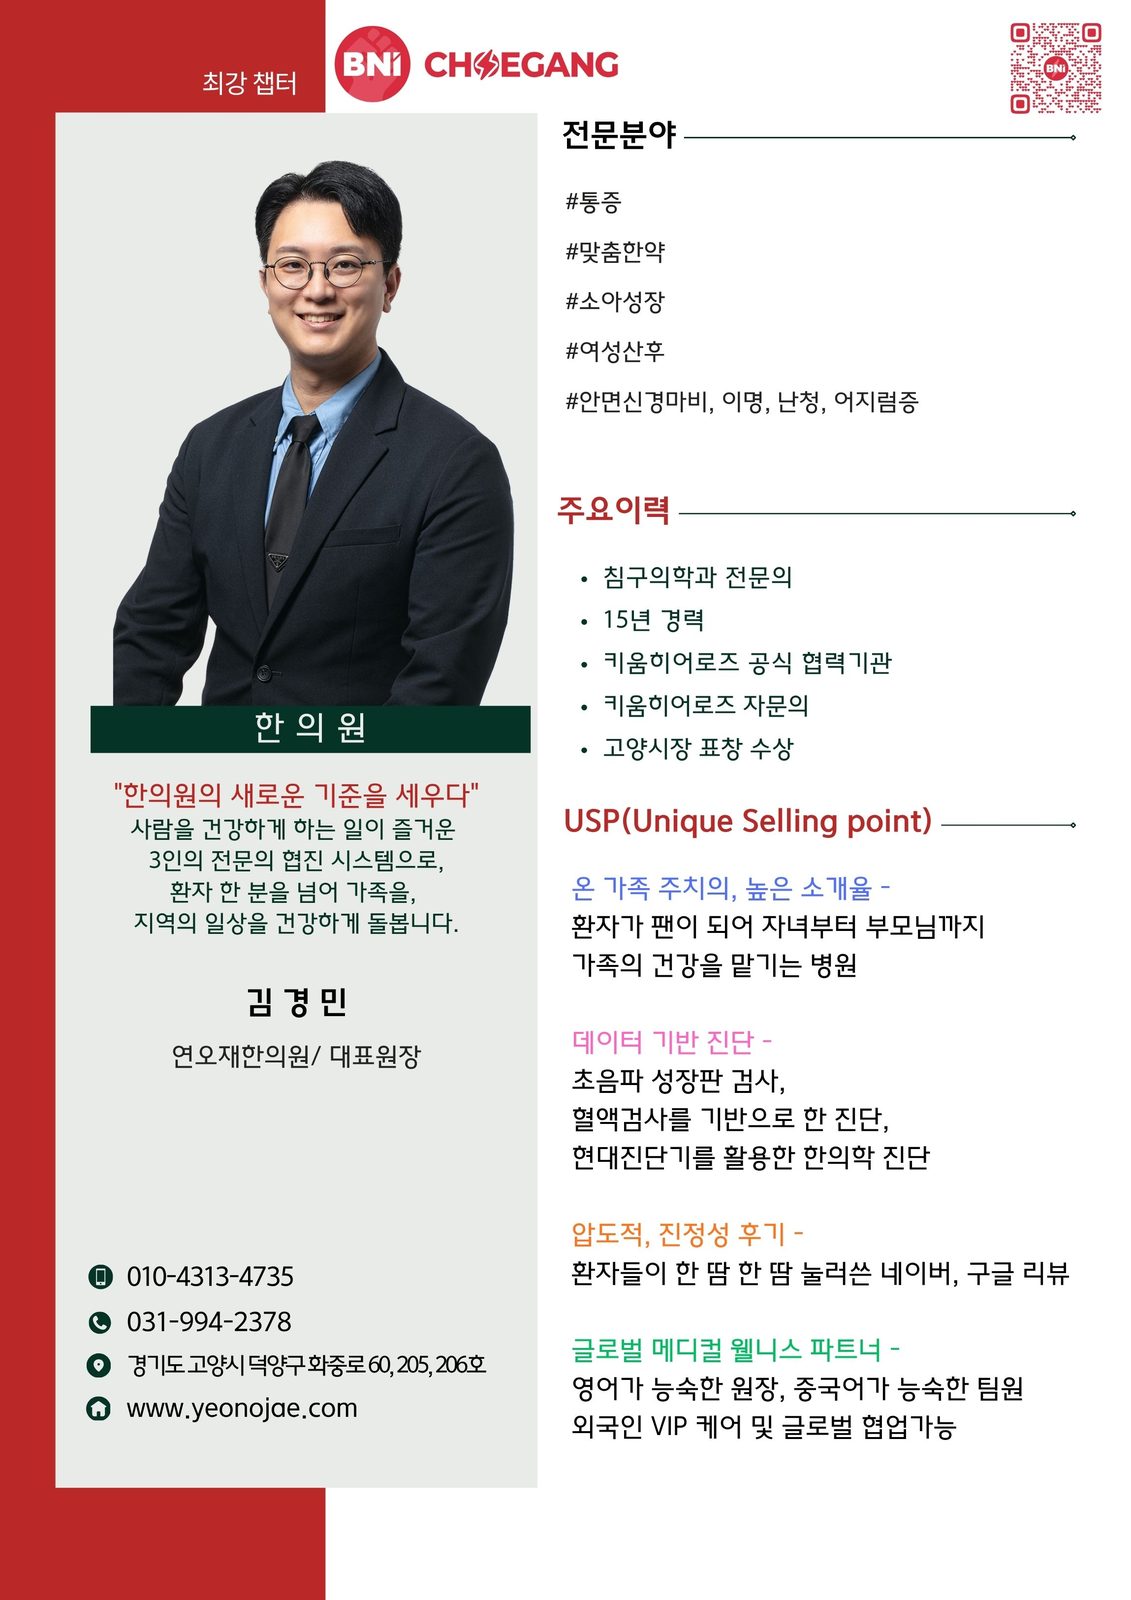 최강 챕터
BNI CHOEGANG
BNI
한의원
"한의원의 새로운 기준을 세우다"
사람을 건강하게 하는 일이 즐거운
3인의 전문의 협진 시스템으로,
환자 한 분을 넘어 가족을,
지역의 일상을 건강하게 돌봅니다.
김경민
연오재한의원/ 대표원장
010-4313-4735
031-994-2378
경기도 고양시 덕양구 화중로 60, 205, 206호
www.yeonojae.com
전문분야
#통증
#맞춤한약
#소아성장
#여성산후
#안면신경마비, 이명, 난청, 어지럼증
주요이력
• 침구의학과 전문의
• 15년 경력
• 키움히어로즈 공식 협력기관
• 키움히어로즈 자문의
• 고양시장 표창 수상
USP(Unique Selling point)
온 가족 주치의, 높은 소개율 -
환자가 팬이 되어 자녀부터 부모님까지
가족의 건강을 맡기는 병원
데이터 기반 진단 -
초음파 성장판 검사,
혈액검사를 기반으로 한 진단,
현대진단기를 활용한 한의학 진단
압도적, 진정성 후기 -
환자들이 한 땀 한 땀 눌러쓴 네이버, 구글 리뷰
글로벌 메디컬 웰니스 파트너 -
영어가 능숙한 원장, 중국어가 능숙한 팀원
외국인 VIP 케어 및 글로벌 협업가능